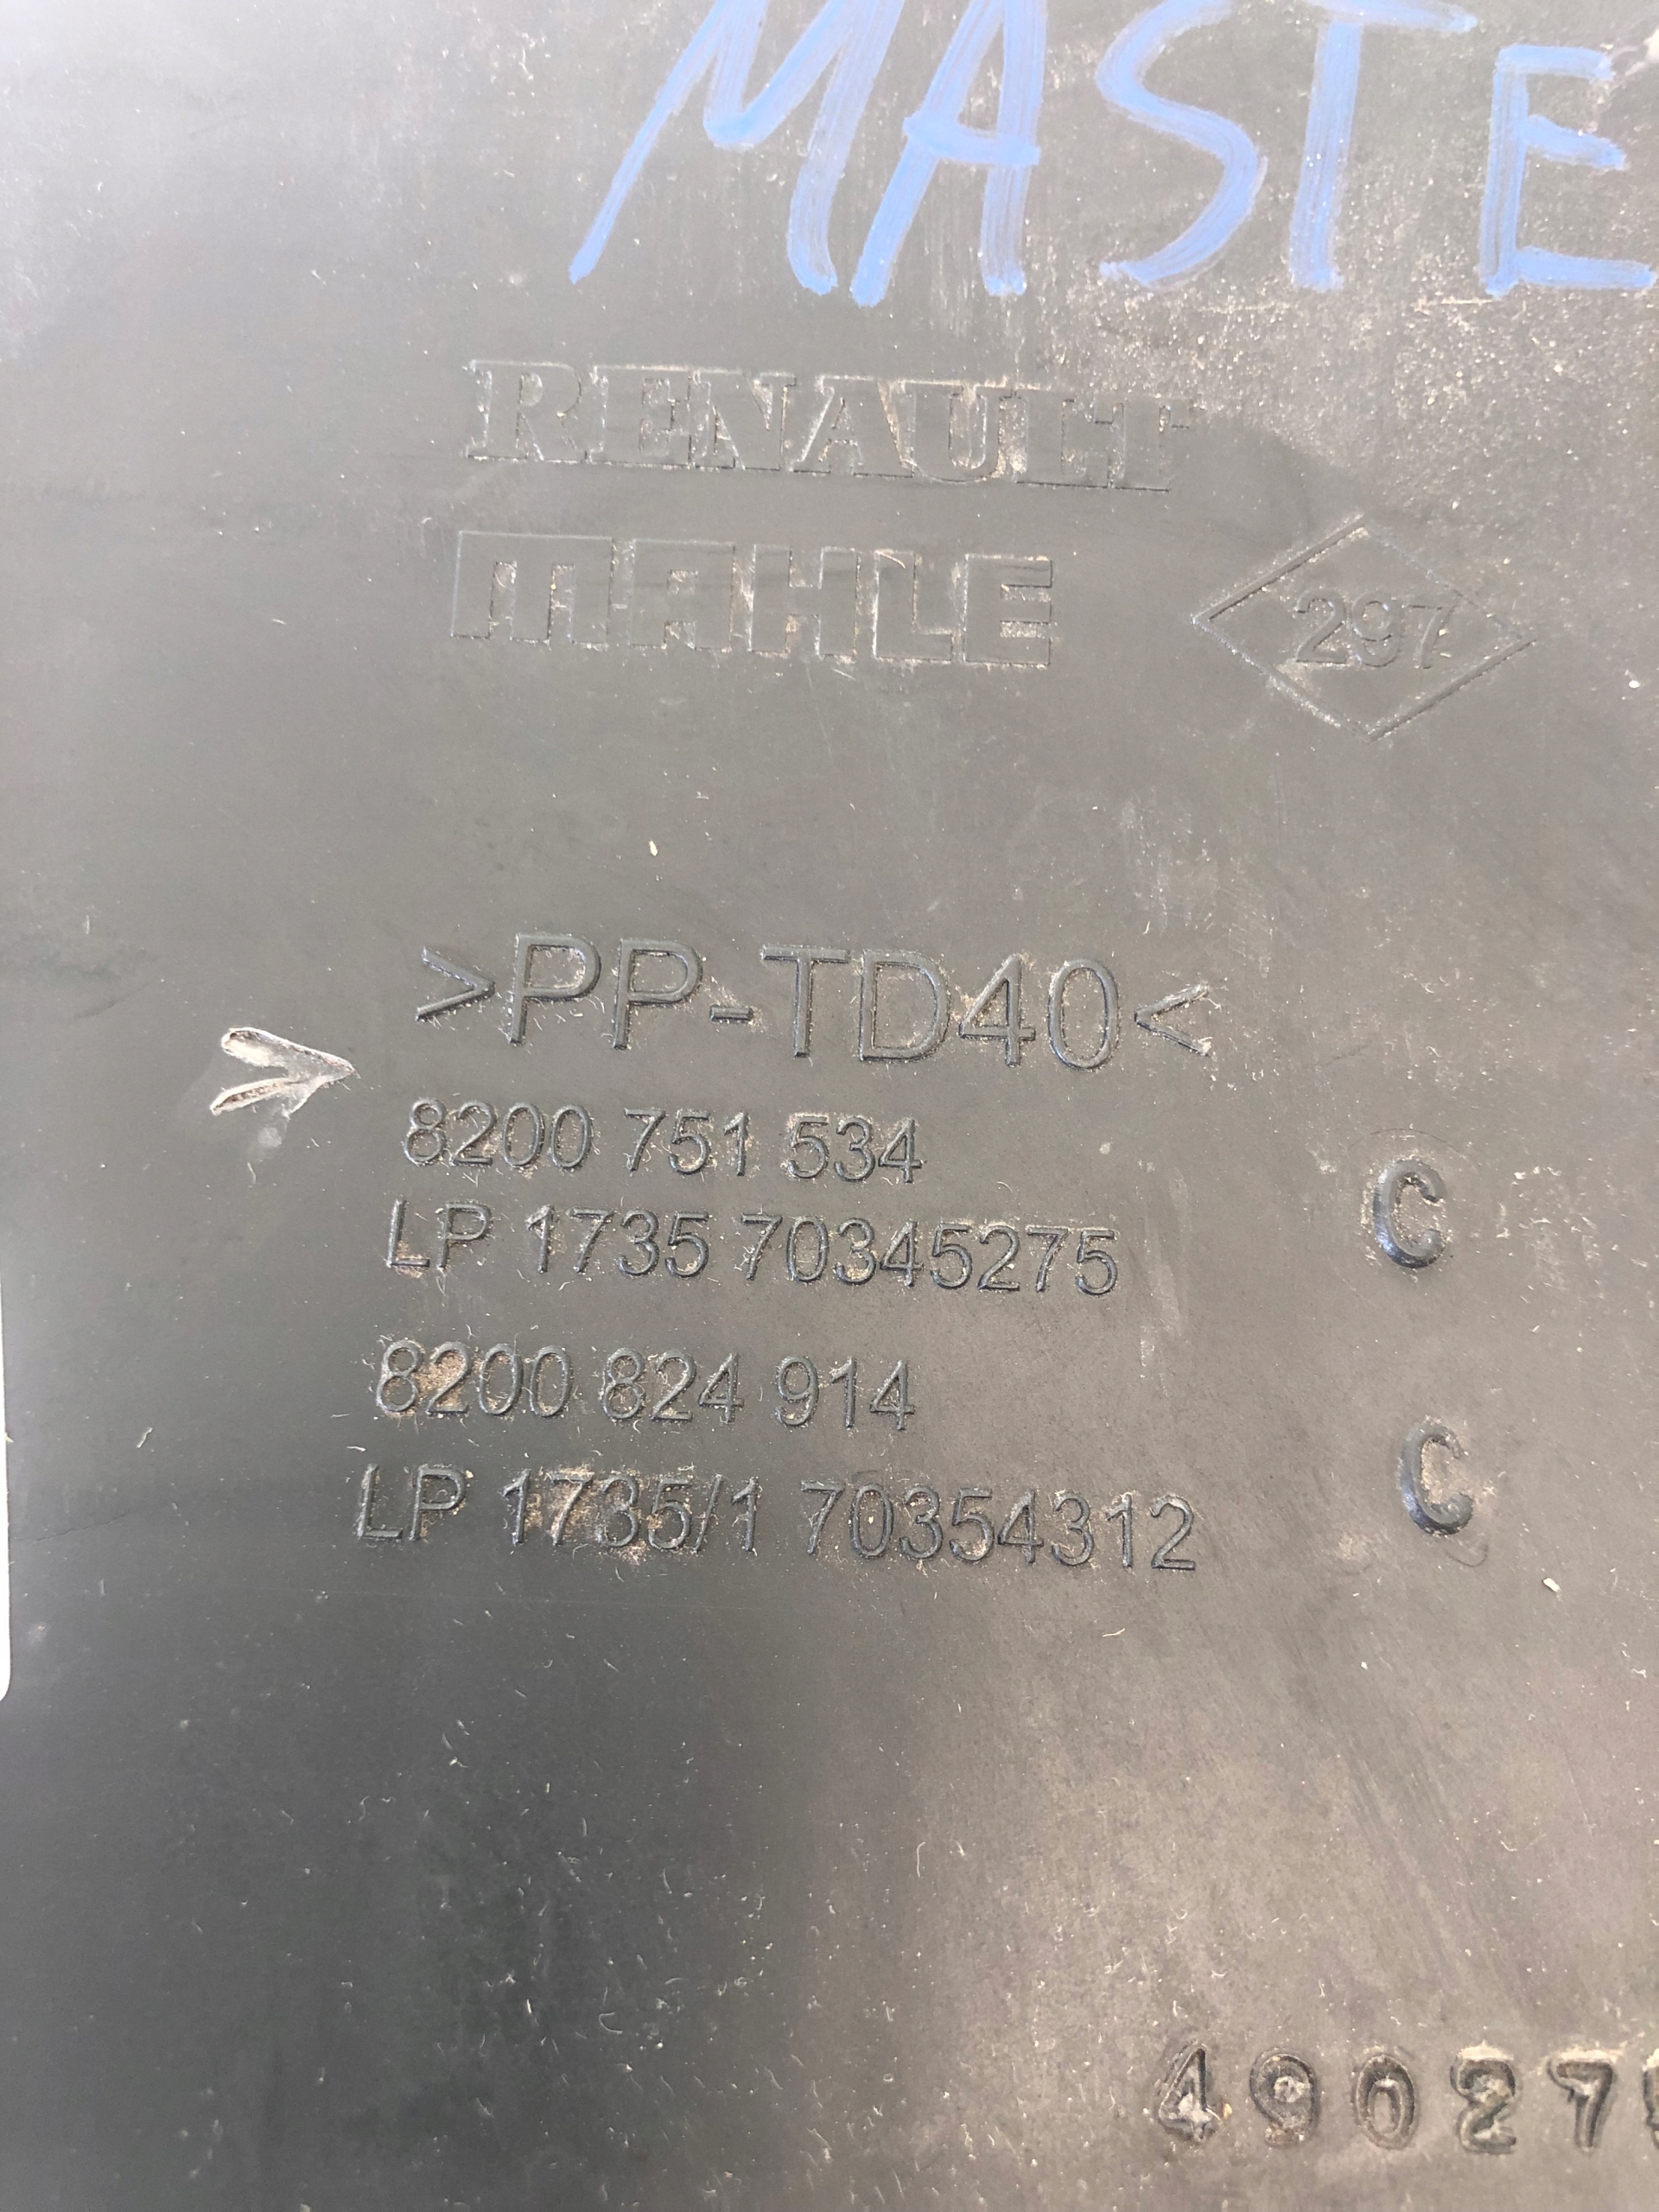 MASTE
RENAULT
MAHLE
297
>PP-TD40<
8200 751 534
LP 1735 70345275 C
8200 824 914
LP 1735/1 70354312 C
49027